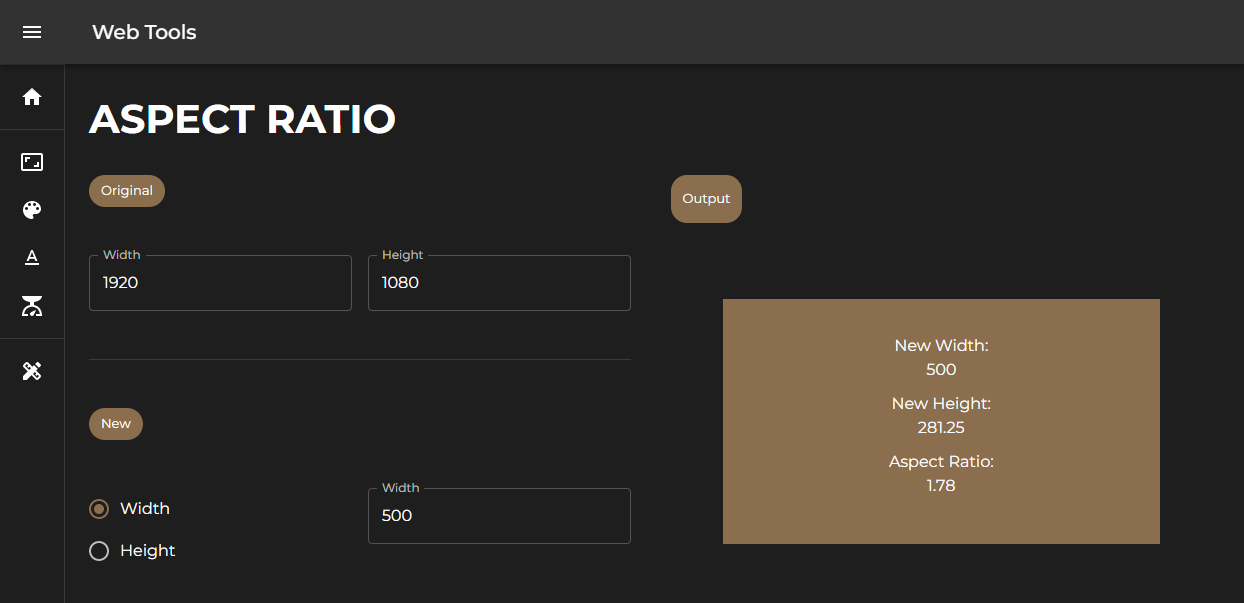 Web Tools
ASPECT RATIO
Original
Width
1920
Height
1080
New
Width
Height
Width
500
Output
New Width:
500
New Height:
281.25
Aspect Ratio:
1.78